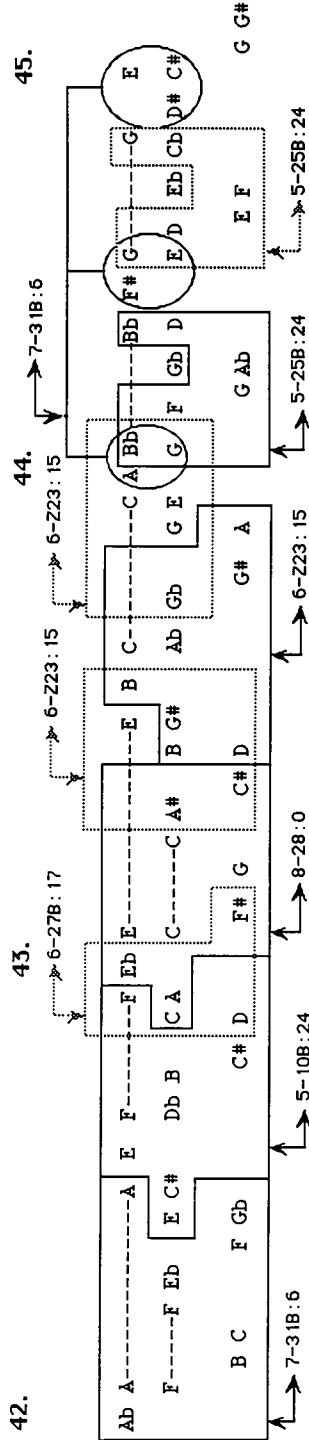 42. 43. 44. 45.
6-27B:17 6-Z23:15 6-Z23:15 7-31B:6
Ab A A E F F Eb E E B C C A Bb Bb F# G G E
F F Eb E C# Db B C A C C A# B G# Ab Gb G E G F Gb D E D Eb Cb D# C#
B C F Gb C# D F# G C# D G# A G Ab E F G G#
7-31B:6 5-10B:24 8-28:0 6-Z23:15 5-25B:24 5-25B:24